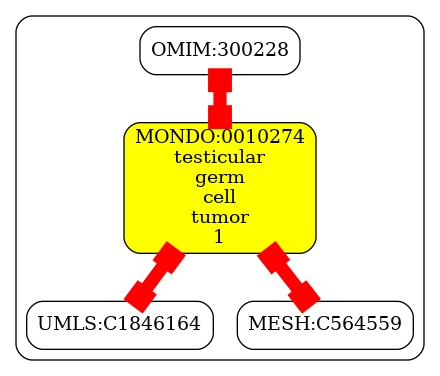 OMIM:300228
MONDO:0010274
testicular
germ
cell
tumor
1
UMLS:C1846164
MESH:C564559